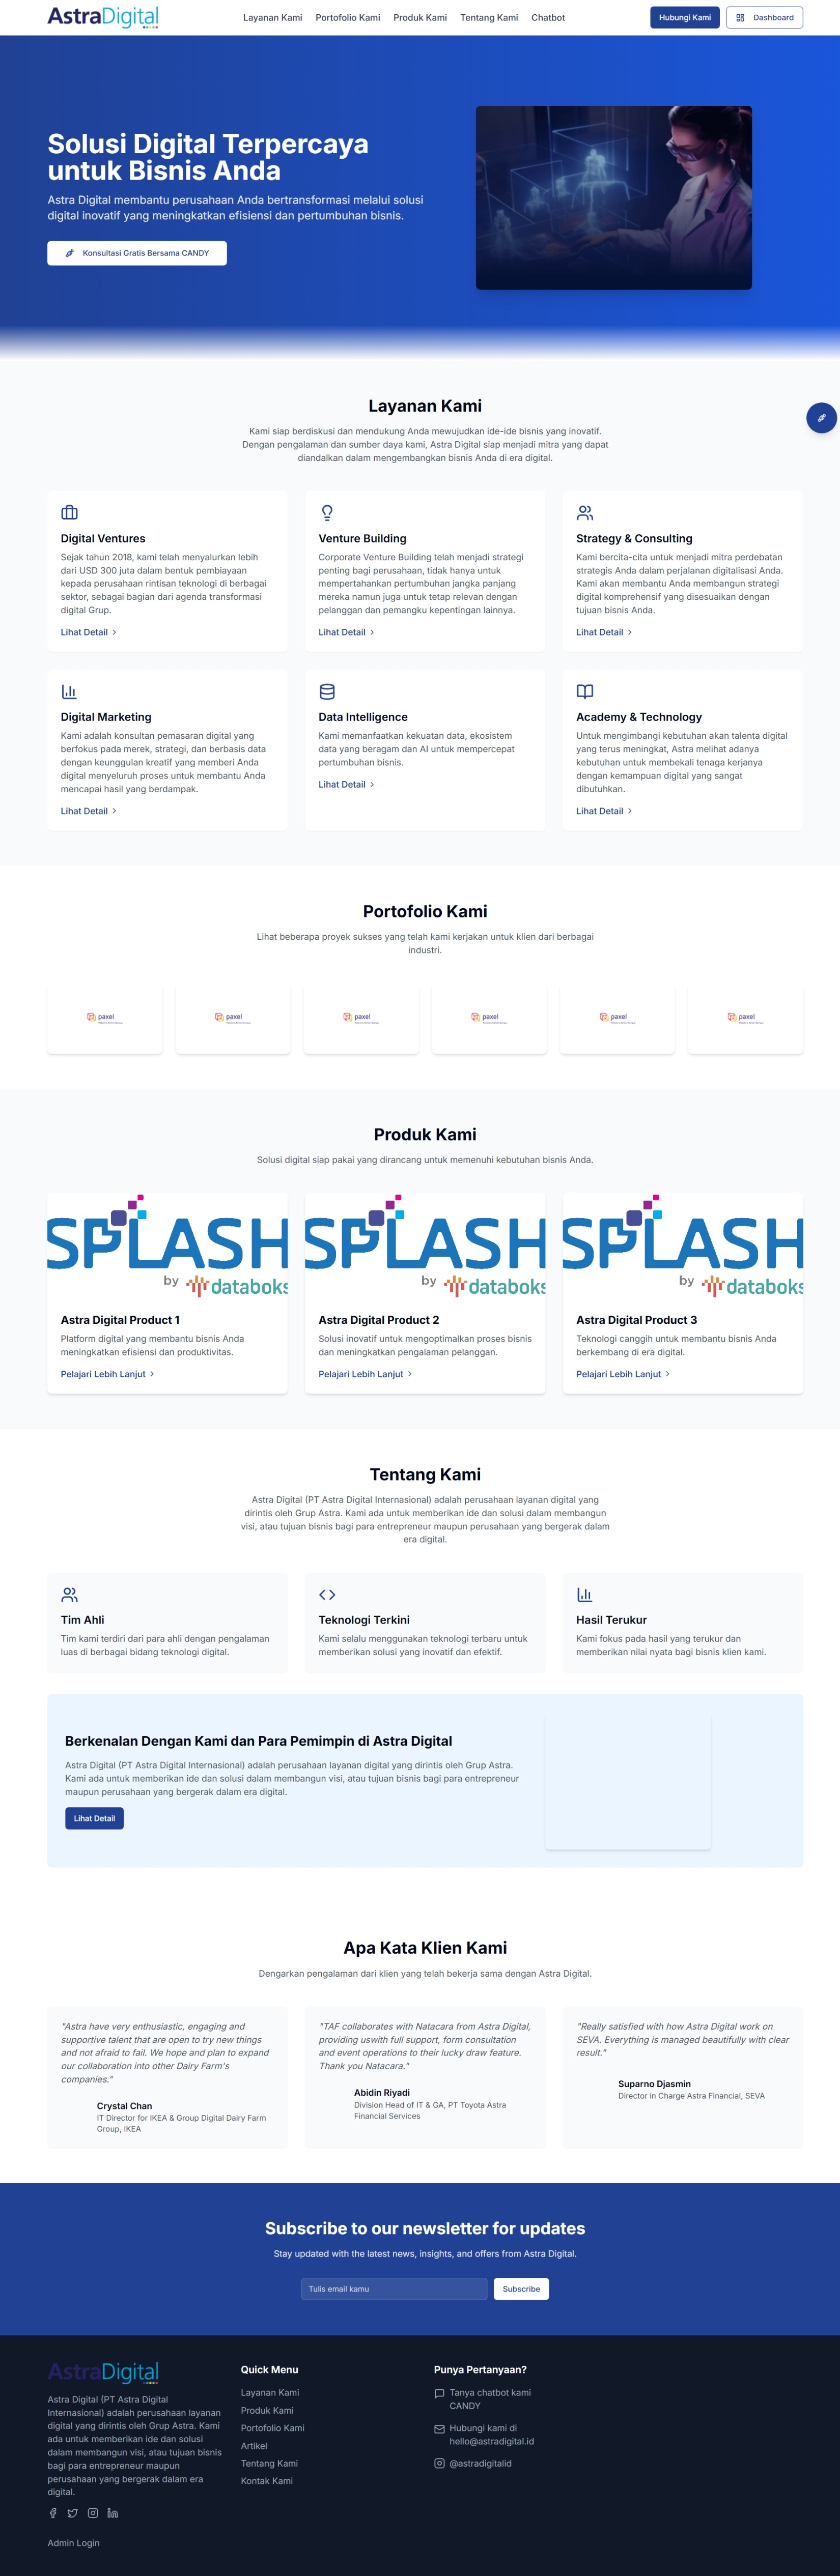 AstraDigital
Layanan Kami
Portofolio Kami
Produk Kami
Tentang Kami
Chatbot
Hubungi Kami
Dashboard
Solusi Digital Terpercaya
untuk Bisnis Anda
Astra Digital membantu perusahaan Anda bertransformasi melalui solusi
digital inovatif yang meningkatkan efisiensi dan pertumbuhan bisnis.
Konsultasi Gratis Bersama CANDY
Layanan Kami
Kami siap berdiskusi dan mendukung Anda mewujudkan ide-ide bisnis yang inovatif.
Dengan pengalaman dan sumber daya kami, Astra Digital siap menjadi mitra yang dapat
diandalkan dalam mengembangkan bisnis Anda di era digital.
Digital Ventures
Sejak tahun 2018, kami telah menyalurkan lebih
dari USD 300 juta dalam bentuk pembiayaan
kepada perusahaan rintisan teknologi di berbagai
sektor, sebagai bagian dari agenda transformasi
digital Grup.
Lihat Detail
Venture Building
Corporate Venture Building telah menjadi strategi
penting bagi perusahaan, tidak hanya untuk
mempertahankan pertumbuhan jangka panjang
mereka namun juga untuk tetap relevan dengan
pelanggan dan pemangku kepentingan lainnya.
Lihat Detail
Strategy & Consulting
Kami bercita-cita untuk menjadi mitra perdebatan
strategis Anda dalam perjalanan digitalisasi Anda.
Kami akan membantu Anda membangun strategi
digital komprehensif yang disesuaikan dengan
tujuan bisnis Anda.
Lihat Detail
Digital Marketing
Kami adalah konsultan pemasaran digital yang
berfokus pada merek, strategi, dan berbasis data
dengan keunggulan kreatif yang memberi Anda
digital menyeluruh proses untuk membantu Anda
mencapai hasil yang berdampak.
Lihat Detail
Data Intelligence
Kami memanfaatkan kekuatan data, ekosistem
data yang beragam dan AI untuk mempercepat
pertumbuhan bisnis.
Lihat Detail
Academy & Technology
Untuk mengimbangi kebutuhan akan talenta digital
yang terus meningkat, Astra melihat adanya
kebutuhan untuk membekali tenaga kerjanya
dengan kemampuan digital yang sangat
dibutuhkan.
Lihat Detail
Portofolio Kami
Lihat beberapa proyek sukses yang telah kami kerjakan untuk klien dari berbagai
industri.
paxel
paxel
paxel
paxel
paxel
paxel
Produk Kami
Solusi digital siap pakai yang dirancang untuk memenuhi kebutuhan bisnis Anda.
SPLASH
by databoks
Astra Digital Product 1
Platform digital yang membantu bisnis Anda
meningkatkan efisiensi dan produktivitas.
Pelajari Lebih Lanjut
SPLASH
by databoks
Astra Digital Product 2
Solusi inovatif untuk mengoptimalkan proses bisnis
dan meningkatkan pengalaman pelanggan.
Pelajari Lebih Lanjut
SPLASH
by databoks
Astra Digital Product 3
Teknologi canggih untuk membantu bisnis Anda
berkembang di era digital.
Pelajari Lebih Lanjut
Tentang Kami
Astra Digital (PT Astra Digital Internasional) adalah perusahaan layanan digital yang
dirintis oleh Grup Astra. Kami ada untuk memberikan ide dan solusi dalam membangun
visi, atau tujuan bisnis bagi para entrepreneur maupun perusahaan yang bergerak dalam
era digital.
Tim Ahli
Tim kami terdiri dari para ahli dengan pengalaman
luas di berbagai bidang teknologi digital.
Teknologi Terkini
Kami selalu menggunakan teknologi terbaru untuk
memberikan solusi yang inovatif dan efektif.
Hasil Terukur
Kami fokus pada hasil yang terukur dan
memberikan nilai nyata bagi bisnis klien kami.
Berkenalan Dengan Kami dan Para Pemimpin di Astra Digital
Astra Digital (PT Astra Digital Internasional) adalah perusahaan layanan digital yang dirintis oleh Grup Astra.
Kami ada untuk memberikan ide dan solusi dalam membangun visi, atau tujuan bisnis bagi para entrepreneur
maupun perusahaan yang bergerak dalam era digital.
Lihat Detail
Apa Kata Klien Kami
Dengarkan pengalaman dari klien yang telah bekerja sama dengan Astra Digital.
"Astra have very enthusiastic, engaging and
supportive talent that are open to try new things
and not afraid to fail. We hope and plan to expand
our collaboration into other Dairy Farm's
companies."
Crystal Chan
IT Director for IKEA & Group Digital Dairy Farm
Group, IKEA
"TAF collaborates with Natacara from Astra Digital,
providing uswith full support, form consultation
and event operations to their lucky draw feature.
Thank you Natacara."
Abidin Riyadi
Division Head of IT & GA, PT Toyota Astra
Financial Services
"Really satisfied with how Astra Digital work on
SEVA. Everything is managed beautifully with clear
result."
Suparno Djasmin
Director in Charge Astra Financial, SEVA
Subscribe to our newsletter for updates
Stay updated with the latest news, insights, and offers from Astra Digital.
Tulis email kamu
Subscribe
AstraDigital
Astra Digital (PT Astra Digital
Internasional) adalah perusahaan layanan
digital yang dirintis oleh Grup Astra. Kami
ada untuk memberikan ide dan solusi
dalam membangun visi, atau tujuan bisnis
bagi para entrepreneur maupun
perusahaan yang bergerak dalam era
digital.
Admin Login
Quick Menu
Layanan Kami
Produk Kami
Portofolio Kami
Artikel
Tentang Kami
Kontak Kami
Punya Pertanyaan?
Tanya chatbot kami
CANDY
Hubungi kami di
hello@astradigital.id
@astradigitalid